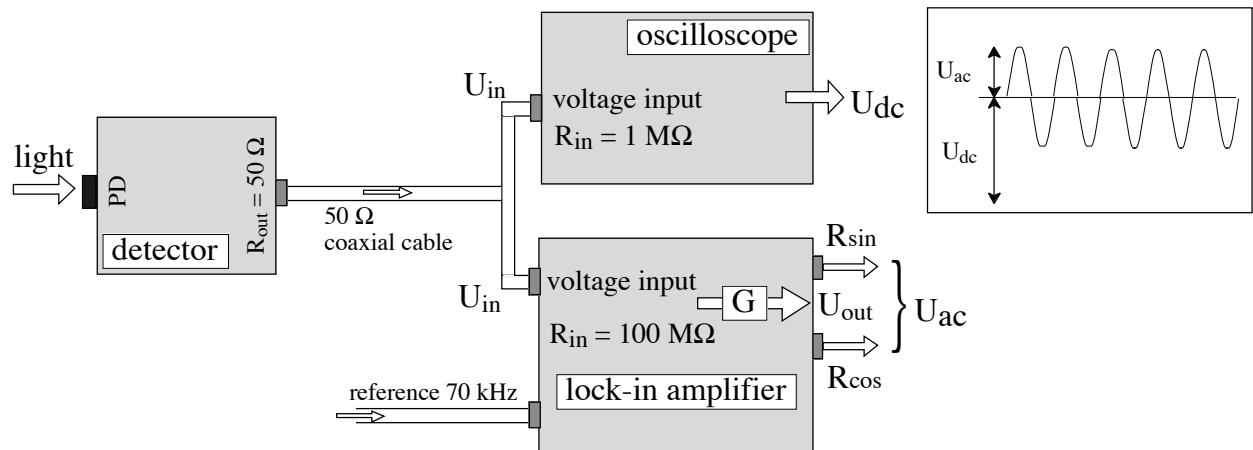 light
PD
R_out = 50 Ω
detector
50 Ω
coaxial cable
U_in
oscilloscope
voltage input
R_in = 1 MΩ
U_dc
U_in
voltage input
R_in = 100 MΩ
G
U_out
R_sin
R_cos
U_ac
lock-in amplifier
reference 70 kHz
U_ac
U_dc